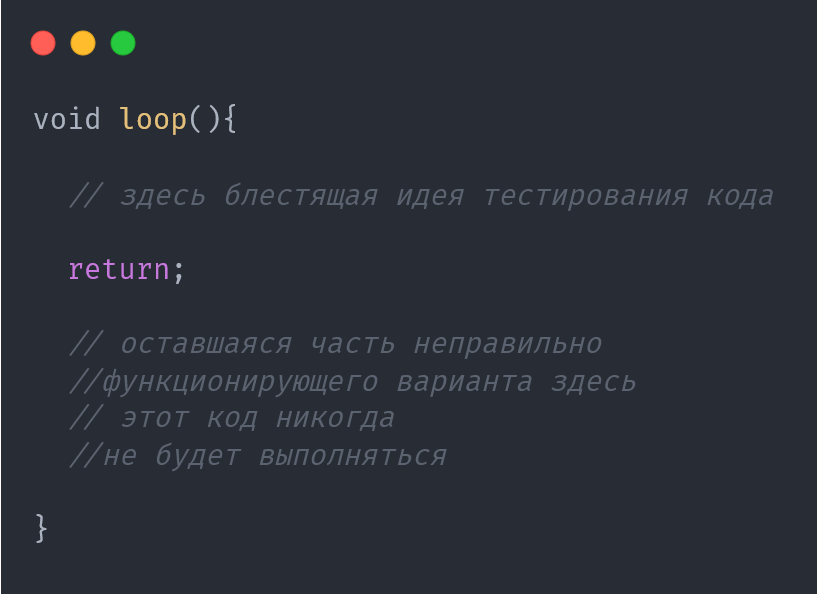 void loop(){
// здесь блестящая идея тестирования кода
return;
// оставшаяся часть неправильно
//функционирующего варианта здесь
// этот код никогда
//не будет выполняться
}